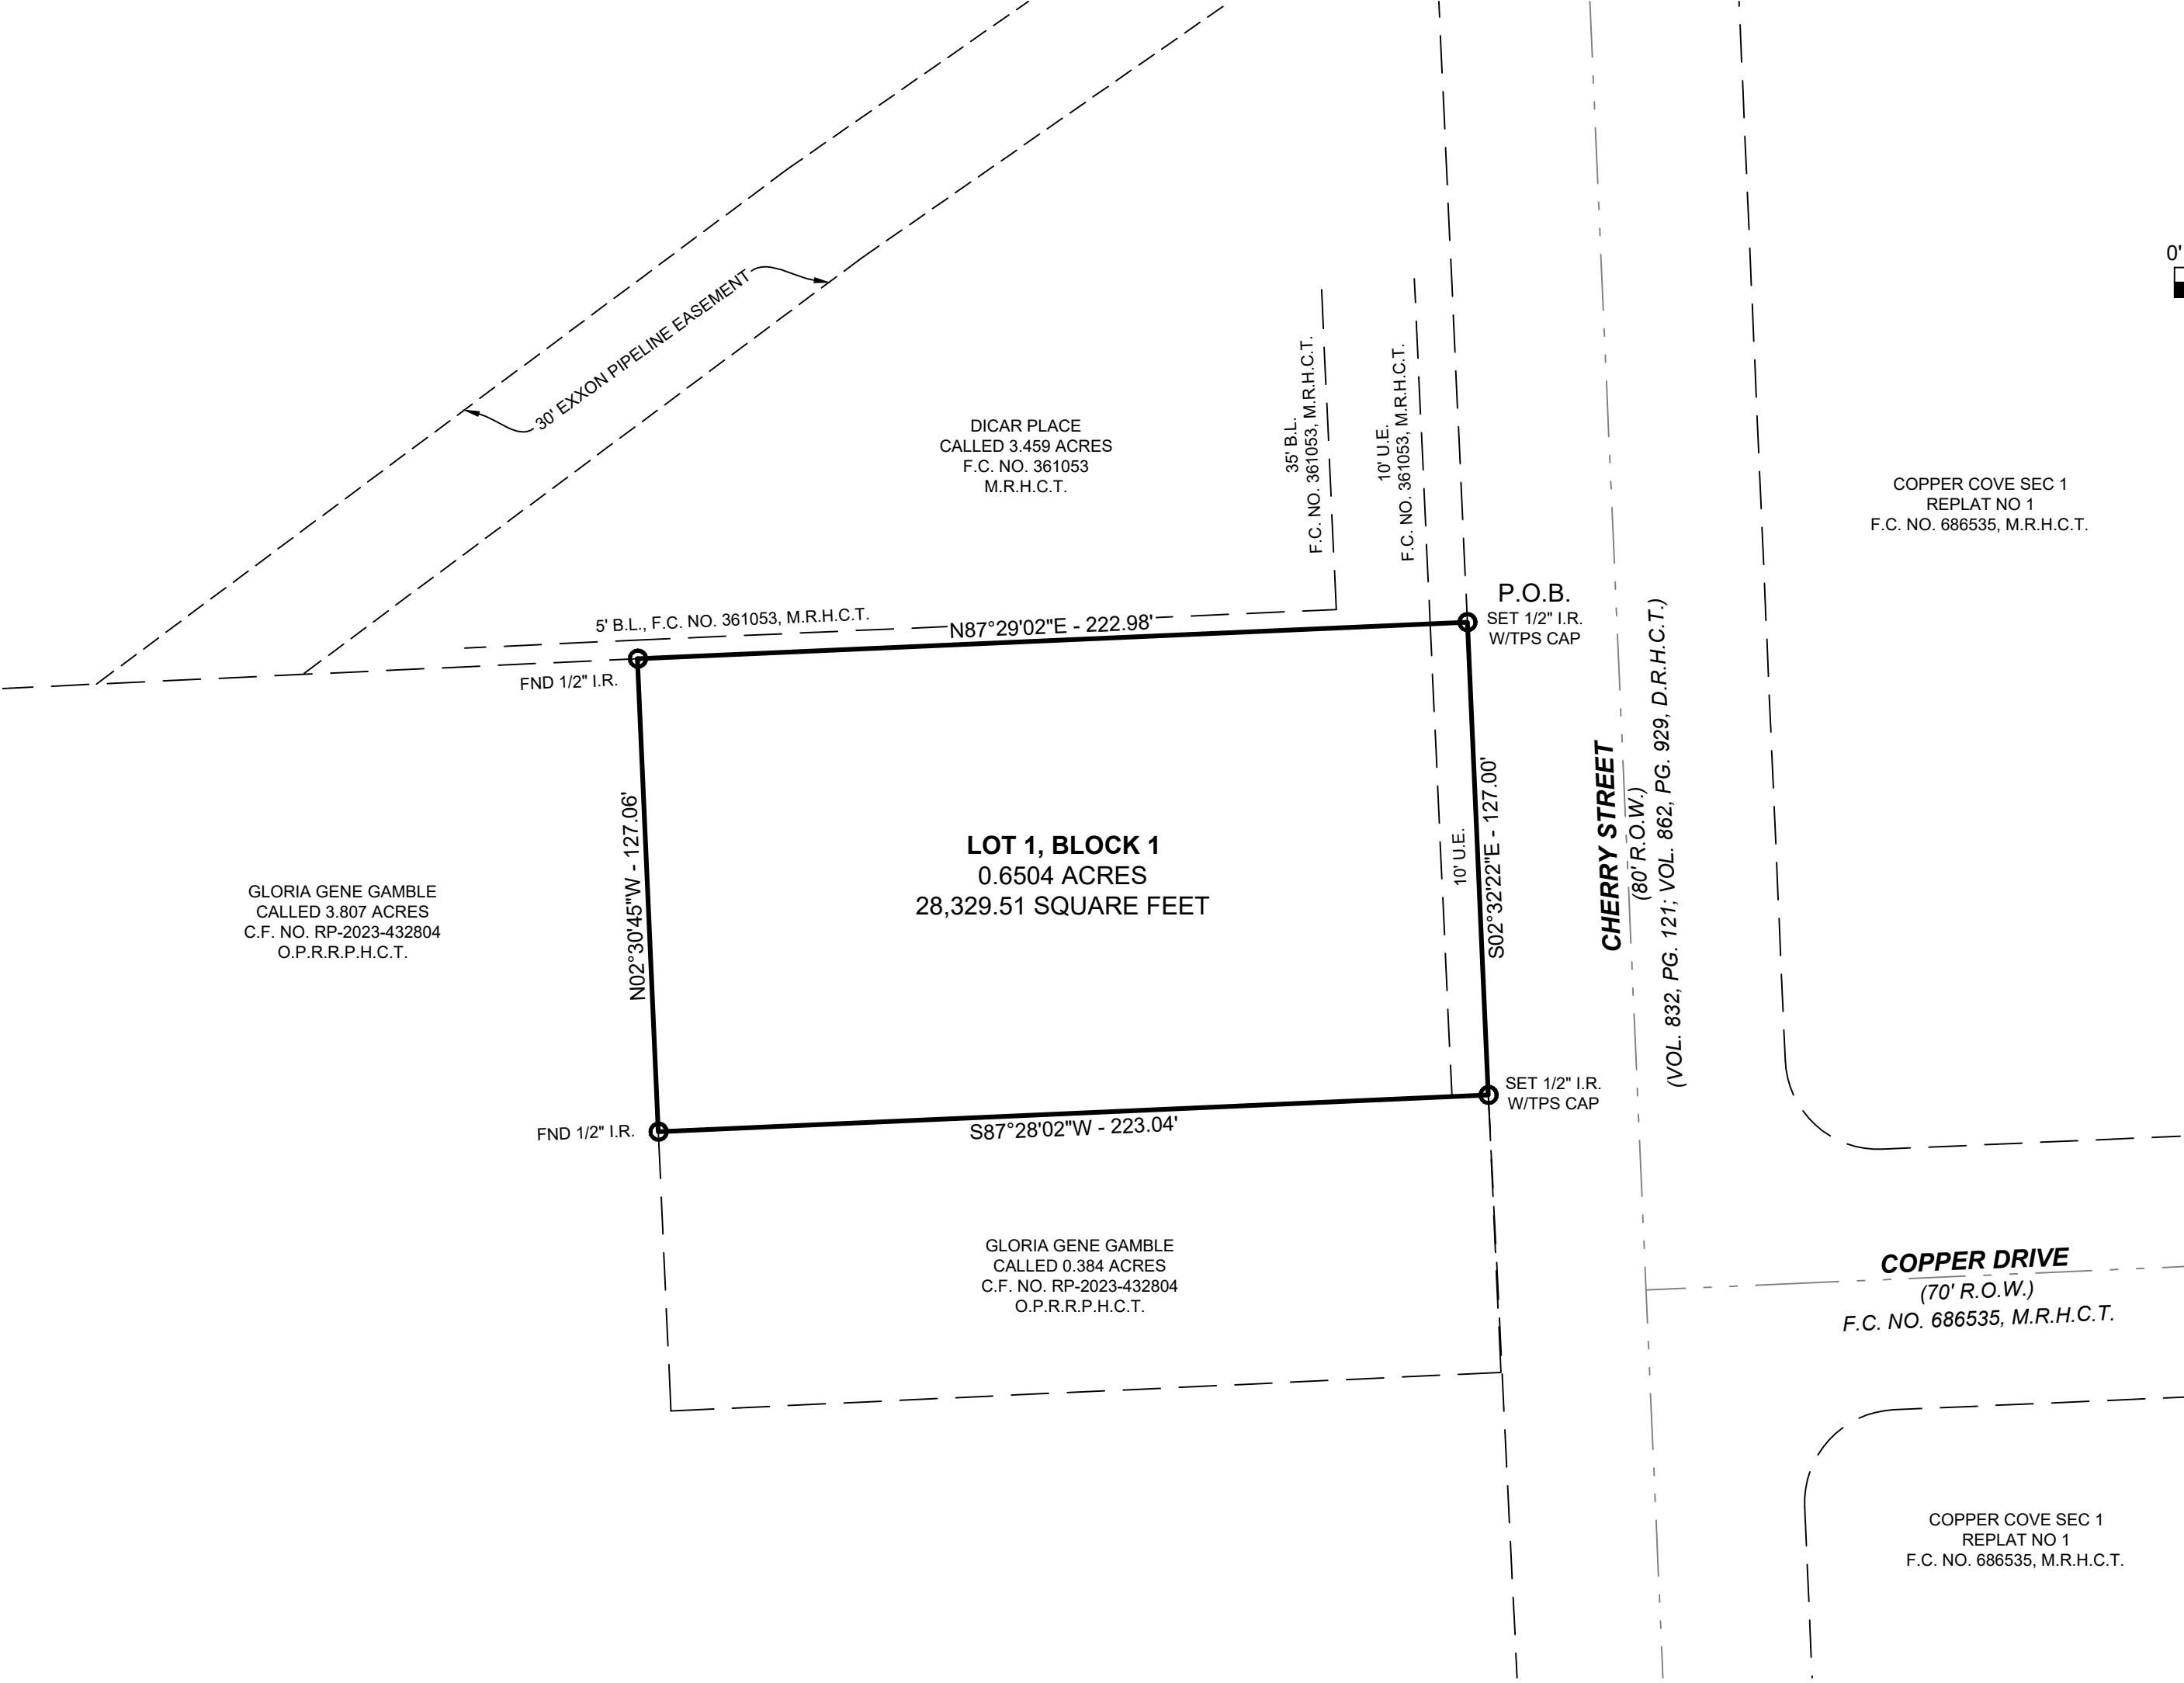 0'
30' EXXON PIPELINE EASEMENT
DICAR PLACE
CALLED 3.459 ACRES
F.C. NO. 361053
M.R.H.C.T.
35' B.L.
F.C. NO. 361053, M.R.H.C.T.
10' U.E.
F.C. NO. 361053, M.R.H.C.T.
COPPER COVE SEC 1
REPLAT NO 1
F.C. NO. 686535, M.R.H.C.T.
P.O.B.
SET 1/2" I.R.
W/TPS CAP
5' B.L., F.C. NO. 361053, M.R.H.C.T.
N87°29'02"E - 222.98'
FND 1/2" I.R.
N02°30'45"W - 127.06'
LOT 1, BLOCK 1
0.6504 ACRES
28,329.51 SQUARE FEET
10' U.E.
S02°32'22"E - 127.00'
CHERRY STREET
(80' R.O.W.)
(VOL. 832, PG. 121; VOL. 862, PG. 929, D.R.H.C.T.)
GLORIA GENE GAMBLE
CALLED 3.807 ACRES
C.F. NO. RP-2023-432804
O.P.R.R.P.H.C.T.
SET 1/2" I.R.
W/TPS CAP
FND 1/2" I.R.
S87°28'02"W - 223.04'
GLORIA GENE GAMBLE
CALLED 0.384 ACRES
C.F. NO. RP-2023-432804
O.P.R.R.P.H.C.T.
COPPER DRIVE
(70' R.O.W.)
F.C. NO. 686535, M.R.H.C.T.
COPPER COVE SEC 1
REPLAT NO 1
F.C. NO. 686535, M.R.H.C.T.